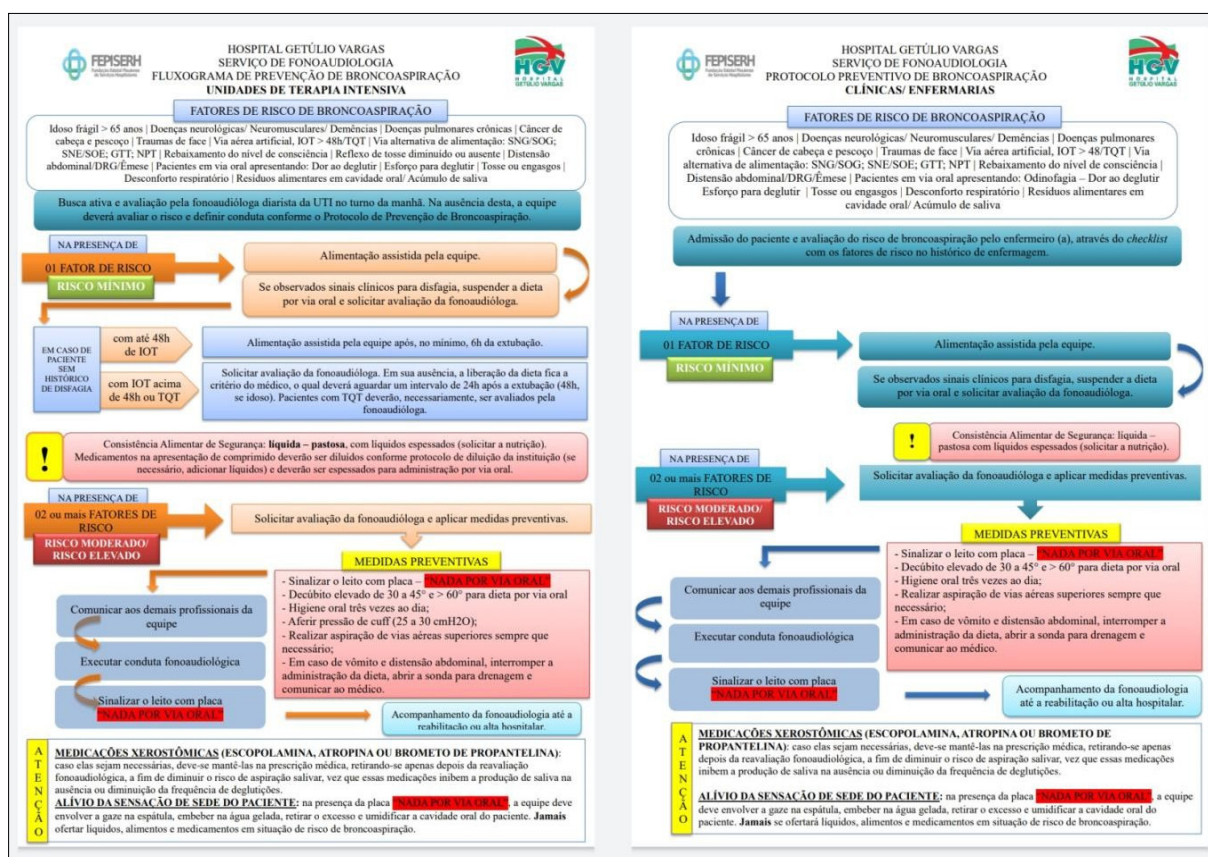 FEPISERH
HOSPITAL GETÚLIO VARGAS
SERVIÇO DE FONOAUDIOLOGIA
FLUXOGRAMA DE PREVENÇÃO DE BRONCOASPIRAÇÃO
UNIDADES DE TERAPIA INTENSIVA
HGV
HOSPITAL
GETÚLIO VARGAS
FATORES DE RISCO DE BRONCOASPIRAÇÃO
Idoso frágil > 65 anos | Doenças neurológicas/ Neuromusculares/ Demências | Doenças pulmonares crônicas | Câncer de
cabeça e pescoço | Traumas de face | Via aérea artificial, IOT > 48h/TQT | Via alternativa de alimentação: SNG/SOG;
SNE/SOE; GTT; NPT | Rebaixamento do nível de consciência | Reflexo de tosse diminuído ou ausente | Distensão
abdominal/DRG/Êmese | Pacientes em via oral apresentando: Dor ao deglutir | Esforço para deglutir | Tosse ou engasgos |
Desconforto respiratório | Resíduos alimentares em cavidade oral/ Acúmulo de saliva
Busca ativa e avaliação pela fonoaudióloga diarista da UTI no turno da manhã. Na ausência desta, a equipe
deverá avaliar o risco e definir conduta conforme o Protocolo de Prevenção de Broncoaspiração.
NA PRESENÇA DE
01 FATOR DE RISCO
RISCO MÍNIMO
Alimentação assistida pela equipe.
Se observados sinais clínicos para disfagia, suspender a dieta
por via oral e solicitar avaliação da fonoaudióloga.
EM CASO DE
PACIENTE
SEM
HISTÓRICO
DE DISFAGIA
com até 48h
de IOT
Alimentação assistida pela equipe após, no mínimo, 6h da extubação.
com IOT acima
de 48h ou TQT
Solicitar avaliação da fonoaudióloga. Em sua ausência, a liberação da dieta fica a
critério do médico, o qual deverá aguardar um intervalo de 24h após a extubação (48h,
se idoso). Pacientes com TQT deverão, necessariamente, ser avaliados pela
fonoaudióloga.
!
Consistência Alimentar de Segurança: líquida – pastosa, com líquidos espessados (solicitar a nutrição).
Medicamentos na apresentação de comprimido deverão ser diluídos conforme protocolo de diluição da instituição (se
necessário, adicionar líquidos) e deverão ser espessados para administração por via oral.
NA PRESENÇA DE
02 ou mais FATORES DE
RISCO
RISCO MODERADO/
RISCO ELEVADO
Solicitar avaliação da fonoaudióloga e aplicar medidas preventivas.
MEDIDAS PREVENTIVAS
- Sinalizar o leito com placa – “NADA POR VIA ORAL”
- Decúbito elevado de 30 a 45° e > 60° para dieta por via oral
- Higiene oral três vezes ao dia;
- Aferir pressão de cuff (25 a 30 cmH2O);
- Realizar aspiração de vias aéreas superiores sempre que
necessário;
- Em caso de vômito e distensão abdominal, interromper a
administração da dieta, abrir a sonda para drenagem e
comunicar ao médico.
Comunicar aos demais profissionais da
equipe
Executar conduta fonoaudiológica
Sinalizar o leito com placa
“NADA POR VIA ORAL”
Acompanhamento da fonoaudiologia até a
reabilitação ou alta hospitalar.
ATENÇÃO
MEDICAÇÕES XEROSTÔMICAS (ESCOPOLAMINA, ATROPINA OU BROMETO DE PROPANTELINA):
caso elas sejam necessárias, deve-se mantê-las na prescrição médica, retirando-se apenas depois da reavaliação
fonoaudiológica, a fim de diminuir o risco de aspiração salivar, vez que essas medicações inibem a produção de saliva na
ausência ou diminuição da frequência de deglutições.
ALÍVIO DA SENSAÇÃO DE SEDE DO PACIENTE: na presença da placa “NADA POR VIA ORAL”, a equipe deve
envolver a gaze na espátula, embeber na água gelada, retirar o excesso e umidificar a cavidade oral do paciente. Jamais
ofertar líquidos, alimentos e medicamentos em situação de risco de broncoaspiração.
FEPISERH
HOSPITAL GETÚLIO VARGAS
SERVIÇO DE FONOAUDIOLOGIA
PROTOCOLO PREVENTIVO DE BRONCOASPIRAÇÃO
CLÍNICAS/ ENFERMARIAS
HGV
HOSPITAL
GETÚLIO VARGAS
FATORES DE RISCO DE BRONCOASPIRAÇÃO
Idoso frágil > 65 anos | Doenças neurológicas/ Neuromusculares/ Demências | Doenças pulmonares
crônicas | Câncer de cabeça e pescoço | Traumas de face | Via aérea artificial, IOT > 48/TQT | Via
alternativa de alimentação: SNG/SOG; SNE/SOE; GTT; NPT | Rebaixamento do nível de consciência |
Distensão abdominal/DRG/Êmese | Pacientes em via oral apresentando: Odinofagia – Dor ao deglutir
Esforço para deglutir | Tosse ou engasgos | Desconforto respiratório | Resíduos alimentares em
cavidade oral/ Acúmulo de saliva
Admissão do paciente e avaliação do risco de broncoaspiração pelo enfermeiro (a), através do checklist
com os fatores de risco no histórico de enfermagem.
NA PRESENÇA DE
01 FATOR DE RISCO
RISCO MÍNIMO
Alimentação assistida pela equipe.
Se observados sinais clínicos para disfagia, suspender a dieta
por via oral e solicitar avaliação da fonoaudióloga.
!
Consistência Alimentar de Segurança: líquida –
pastosa com líquidos espessados (solicitar a nutrição).
NA PRESENÇA DE
02 ou mais FATORES DE
RISCO
RISCO MODERADO/
RISCO ELEVADO
Solicitar avaliação da fonoaudióloga e aplicar medidas preventivas.
MEDIDAS PREVENTIVAS
- Sinalizar o leito com placa – “NADA POR VIA ORAL”
- Decúbito elevado de 30 a 45° e > 60° para dieta por via oral
- Higiene oral três vezes ao dia;
- Realizar aspiração de vias aéreas superiores sempre que
necessário;
- Em caso de vômito e distensão abdominal, interromper a
administração da dieta, abrir a sonda para drenagem e
comunicar ao médico.
Comunicar aos demais profissionais da
equipe
Executar conduta fonoaudiológica
Sinalizar o leito com placa
“NADA POR VIA ORAL”
Acompanhamento da fonoaudiologia
até a reabilitação ou alta hospitalar.
ATENÇÃO
MEDICAÇÕES XEROSTÔMICAS (ESCOPOLAMINA, ATROPINA OU BROMETO DE
PROPANTELINA): caso elas sejam necessárias, deve-se mantê-las na prescrição médica, retirando-se apenas
depois da reavaliação fonoaudiológica, a fim de diminuir o risco de aspiração salivar, vez que essas medicações
inibem a produção de saliva na ausência ou diminuição da frequência de deglutições.
ALÍVIO DA SENSAÇÃO DE SEDE DO PACIENTE: na presença da placa “NADA POR VIA ORAL”, a equipe
deve envolver a gaze na espátula, embeber na água gelada, retirar o excesso e umidificar a cavidade oral do
paciente. Jamais se ofertará líquidos, alimentos e medicamentos em situação de risco de broncoaspiração.